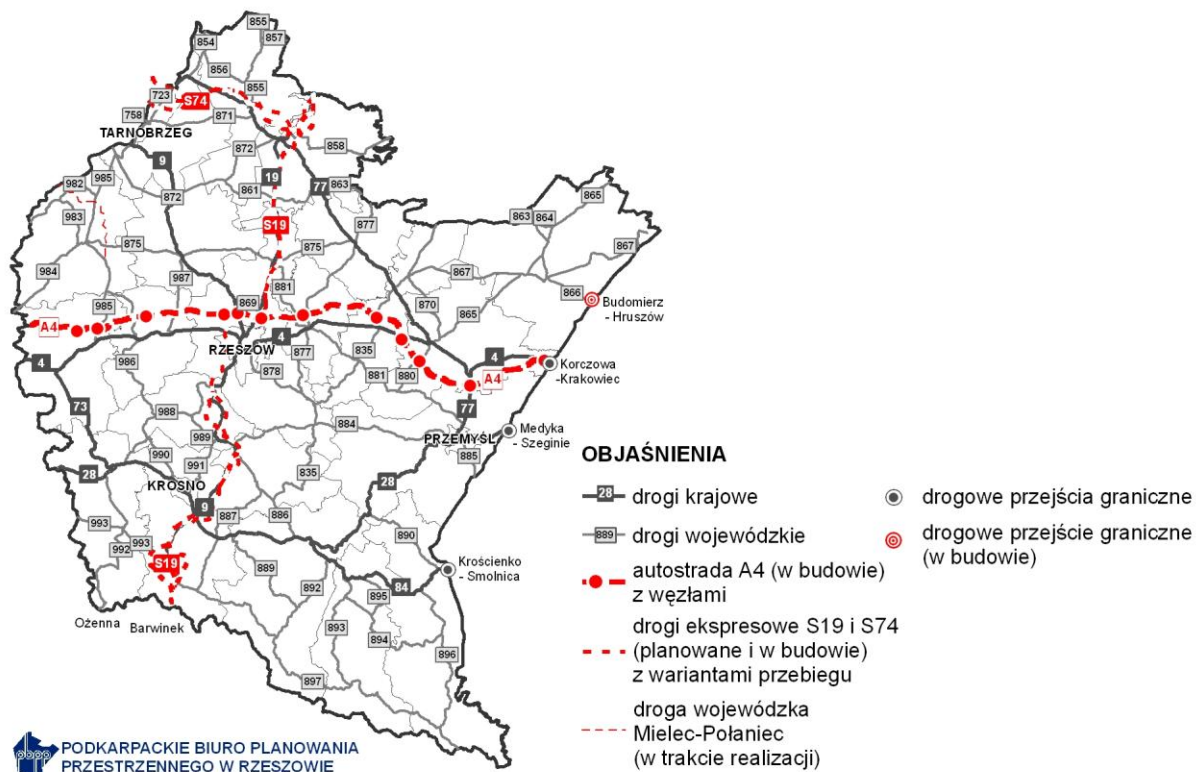 855
854
857
856
855
723
S74
758
871
TARNOBRZEG
872
858
9
19
982
985
77
863
861
872
865
983
863
864
S19
877
867
875
875
984
867
987
881
866
985
869
870
865
Budomierz
- Hruszów
A4
RZESZÓW
4
877
835
4
Korczowa
-Krakowiec
4
986
878
881
880
A4
73
77
988
884
Medyka
- Szeginie
989
PRZEMYŚL
990
991
885
28
835
KROSNO
28
9
887
886
993
890
992
993
S19
889
Krościenko
- Smolnica
892
84
895
Ożenna
Barwinek
893
894
896
897
OBJAŚNIENIA
28 drogi krajowe
889 drogi wojewódzkie
autostrada A4 (w budowie)
z węzłami
drogi ekspresowe S19 i S74
(planowane i w budowie)
z wariantami przebiegu
droga wojewódzka
Mielec-Połaniec
(w trakcie realizacji)
drogowe przejścia graniczne
drogowe przejście graniczne
(w budowie)
pbpp
PODKARPACKIE BIURO PLANOWANIA
PRZESTRZENNEGO W RZESZOWIE